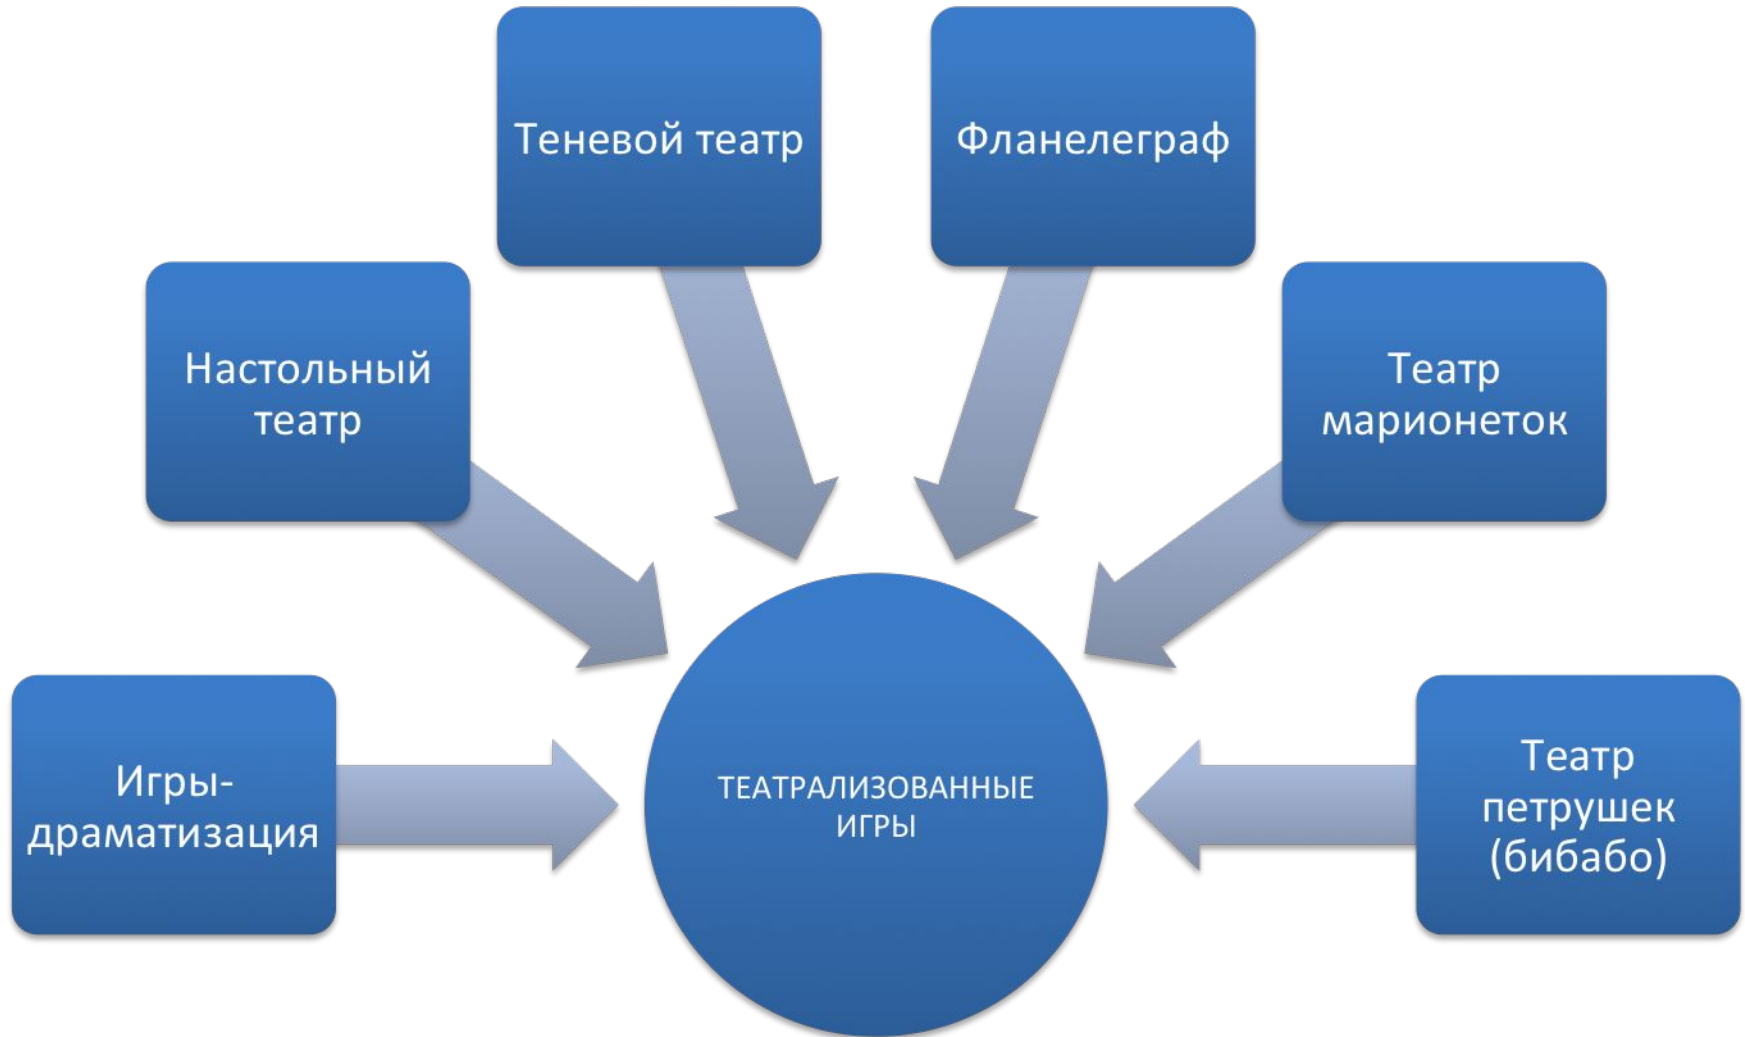 Теневой театр
Фланелеграф
Настольный
театр
Театр
марионеток
Игры-
драматизация
ТЕАТРАЛИЗОВАННЫЕ
ИГРЫ
Театр
петрушек
(бибабо)